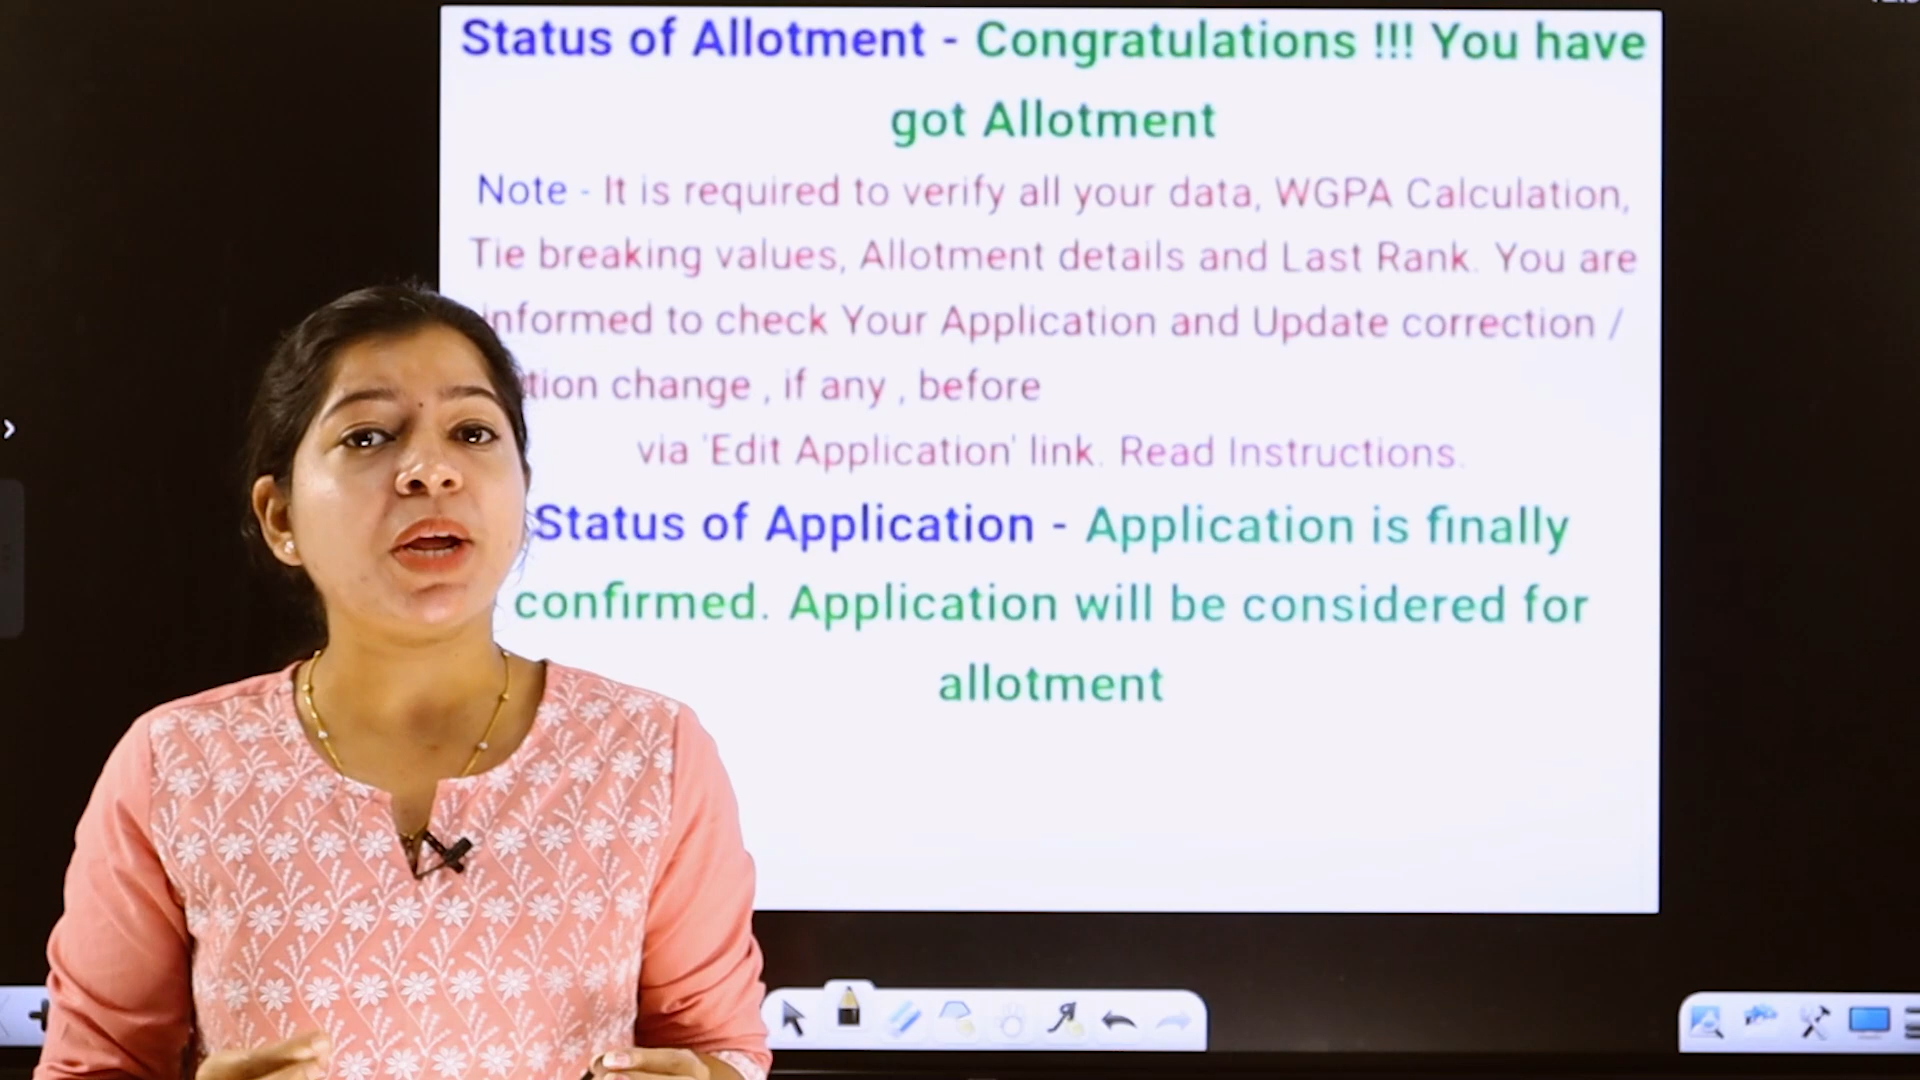 Status of Allotment - Congratulations !!! You have
got Allotment
Note - It is required to verify all your data, WGPA Calculation,
Tie breaking values, Allotment details and Last Rank. You are
informed to check Your Application and Update correction /
change , if any , before
via 'Edit Application' link. Read Instructions.
Status of Application - Application is finally
confirmed. Application will be considered for
allotment